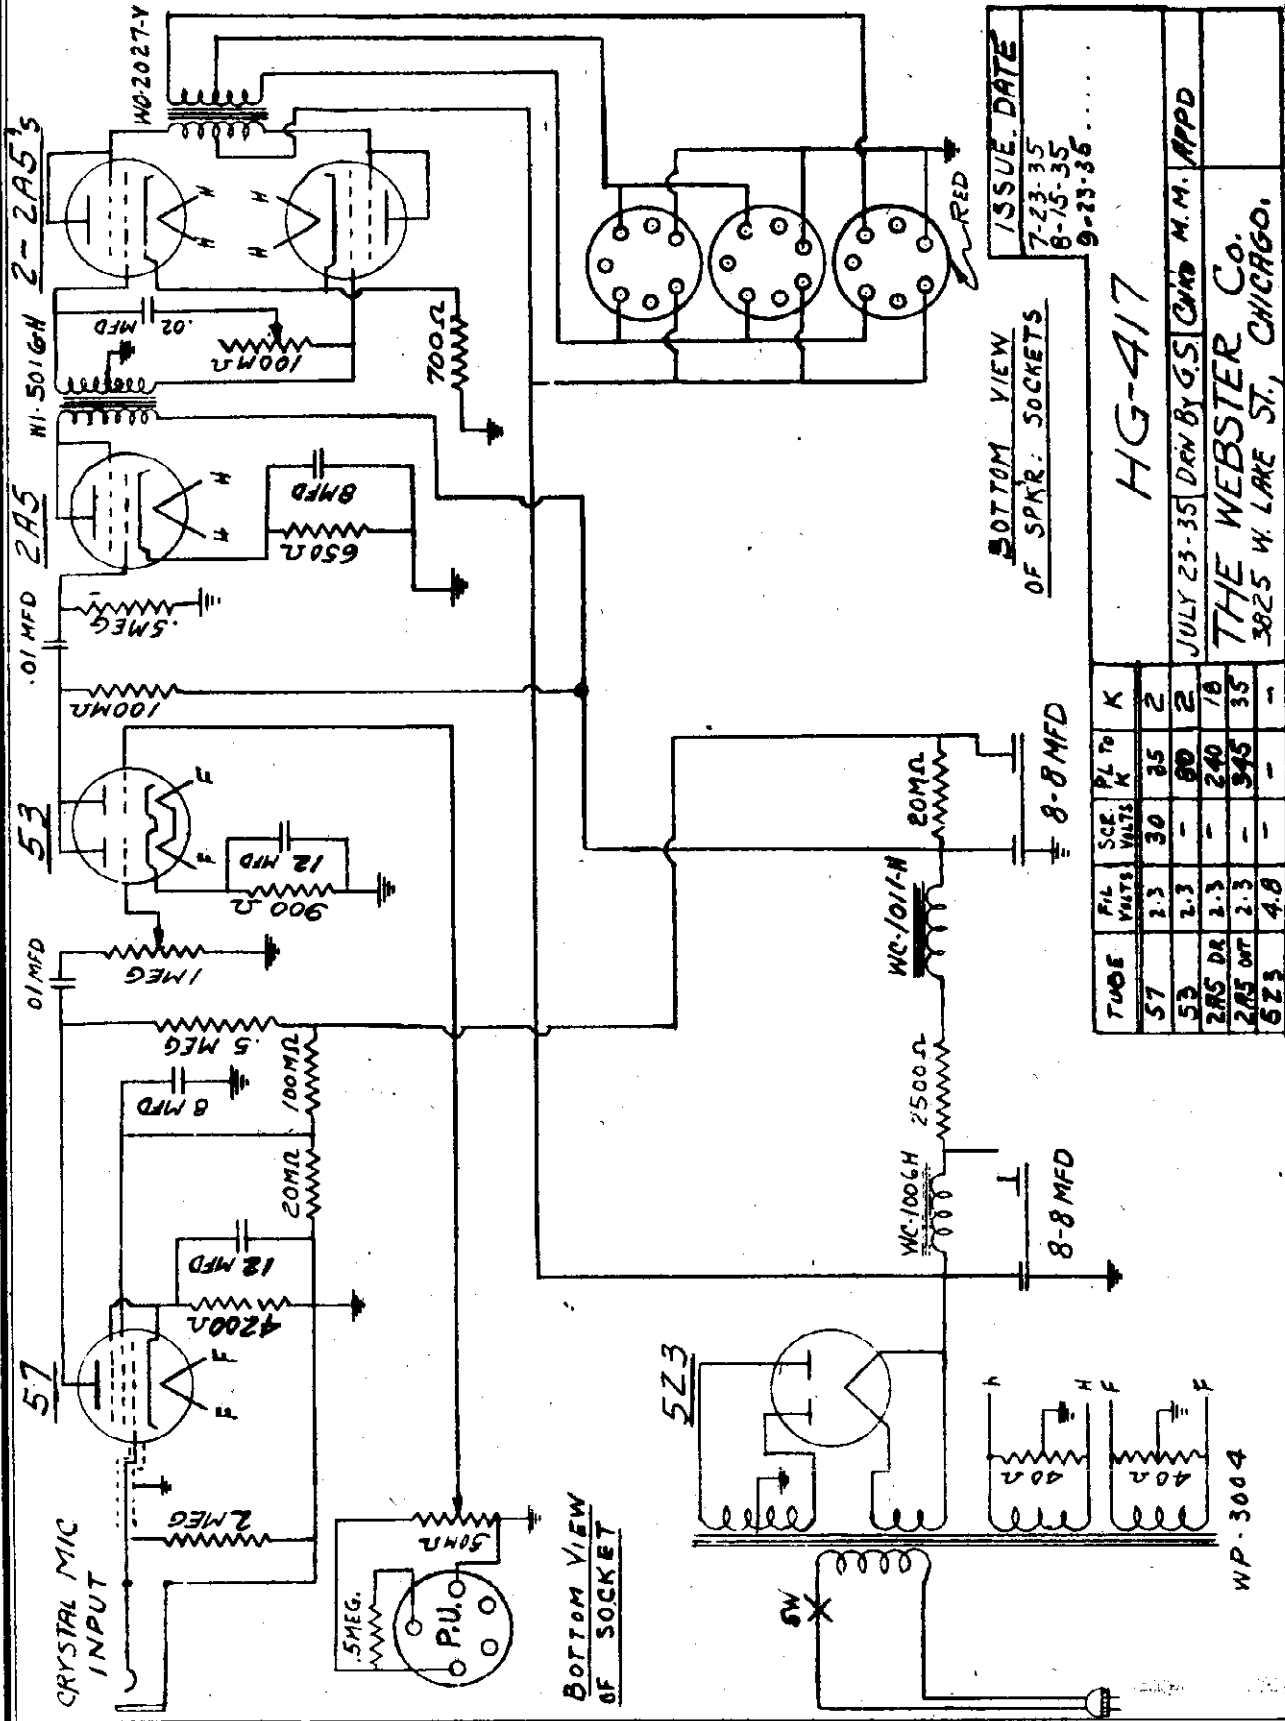 CRYSTAL MIC
INPUT
57
F
F
2 MEG
4200Ω
12
MFD
20MΩ
100MΩ
8 MFD
.5 MEG
01 MFD
1 MEG
53
F
F
900Ω
12
MFD
100MΩ
.01 MFD
.5MEG
2A5
H
H
650Ω
8MFD
W1-501GH
2-2A5's
H
H
H
H
.02
MFD
100MΩ
700Ω
WO-2027-Y
.5MEG.
P.U.
50MΩ
BOTTOM VIEW
OF SOCKET
RED
BOTTOM VIEW
OF SPKR: SOCKETS
5Z3
SW
h
H
40Ω
F
F
40Ω
WP-3004
WC-1006H
8-8 MFD
2500Ω
WC-1011-H
20MΩ
8-8 MFD
ISSUE. DATE
7-23-35
8-15-35
9-23-35.....
TUBE FIL VOLTS SCR. VOLTS PL TO K K
57 2.3 30 25 2
53 2.3 - 80 2
2A5 DR 2.3 - 240 18
2A5 OUT 2.3 - 345 35
5Z3 4.8 - - -
HG-417
JULY 23-35 DRN BY G.S. CHKD M.M. APPD
THE WEBSTER Co.
3825 W. LAKE ST., CHICAGO.